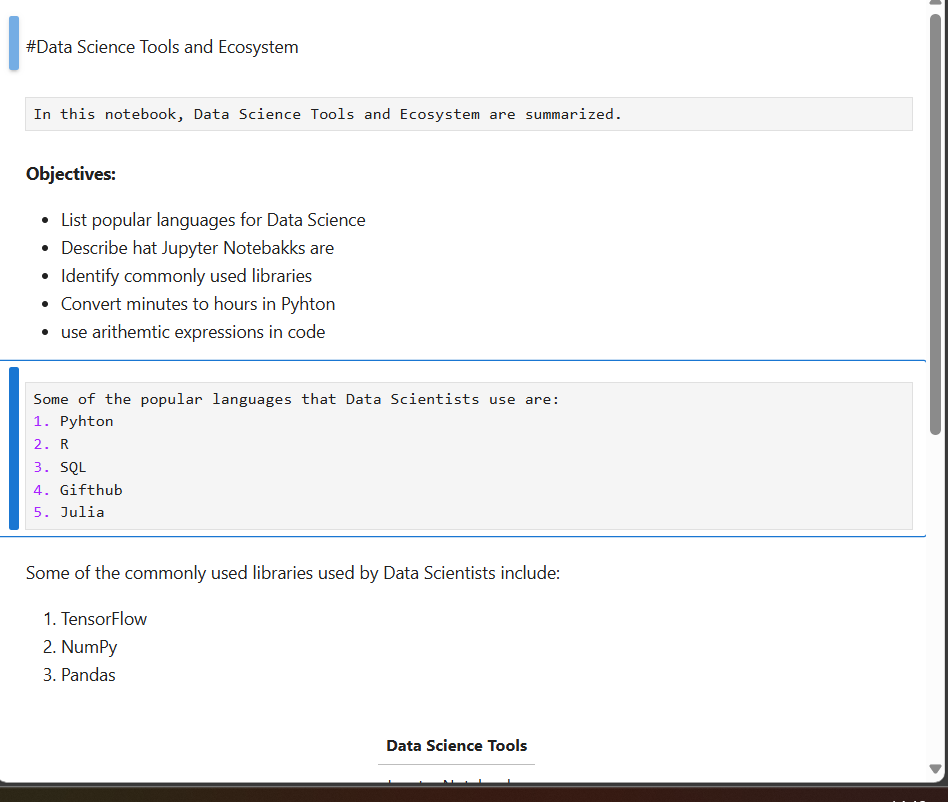 #Data Science Tools and Ecosystem
In this notebook, Data Science Tools and Ecosystem are summarized.
Objectives:
• List popular languages for Data Science
• Describe hat Jupyter Notebakks are
• Identify commonly used libraries
• Convert minutes to hours in Pyhton
• use arithemtic expressions in code
Some of the popular languages that Data Scientists use are:
1. Pyhton
2. R
3. SQL
4. Gifthub
5. Julia
Some of the commonly used libraries used by Data Scientists include:
1. TensorFlow
2. NumPy
3. Pandas
Data Science Tools